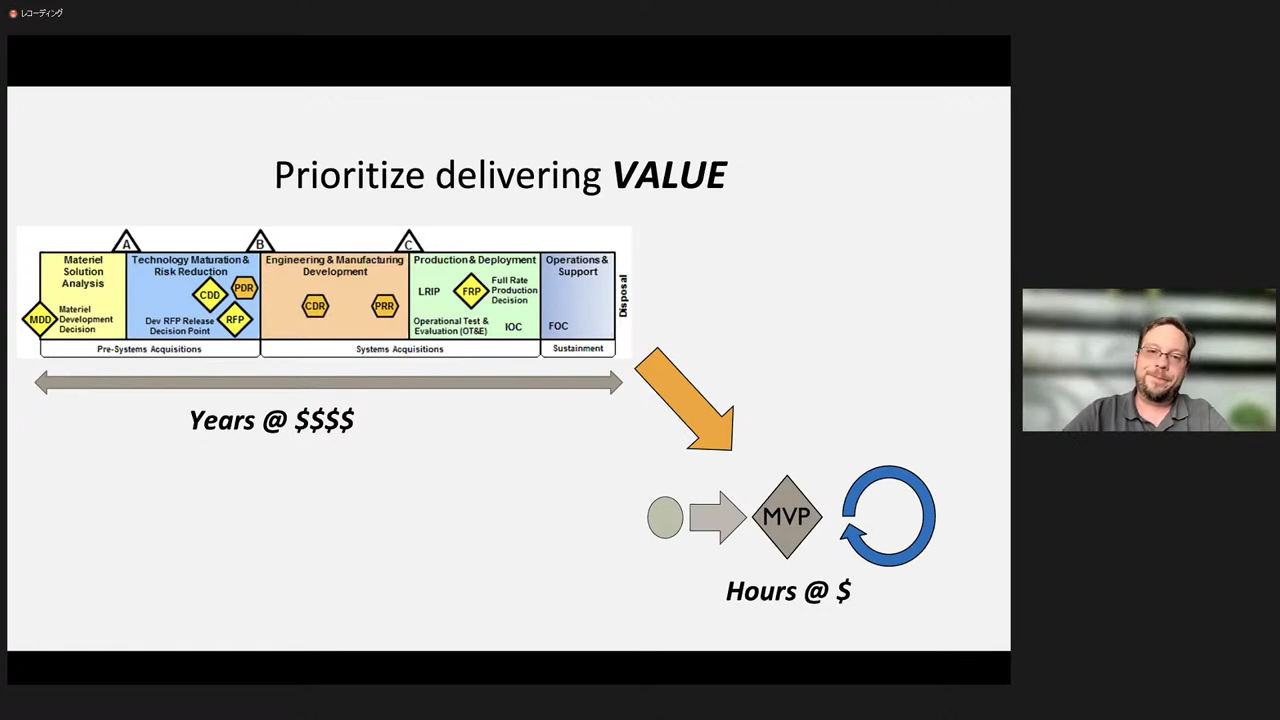 レコーディング
Prioritize delivering VALUE
A
B
C
Materiel
Solution
Analysis
MDD
Materiel
Development
Decision
Technology Maturation &
Risk Reduction
CDD
PDR
Dev RFP Release
Decision Point
RFP
Engineering & Manufacturing
Development
CDR
PRR
Production & Deployment
LRIP
FRP
Full Rate
Production
Decision
Operational Test &
Evaluation (OT&E)
IOC
Operations &
Support
FOC
Disposal
Pre-Systems Acquisitions
Systems Acquisitions
Sustainment
Years @ $$$$
MVP
Hours @ $